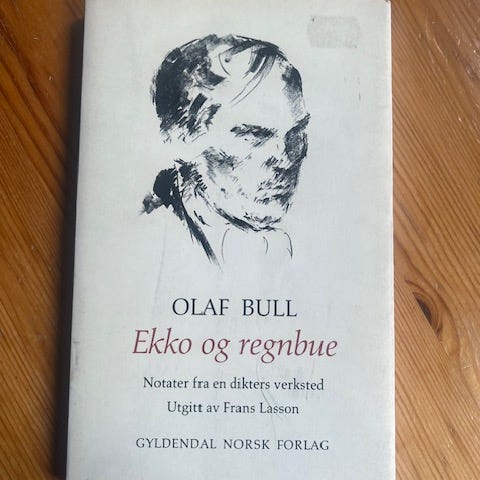 OLAF BULL
Ekko og regnbue
Notater fra en dikters verksted
Utgitt av Frans Lasson
GYLDENDAL NORSK FORLAG